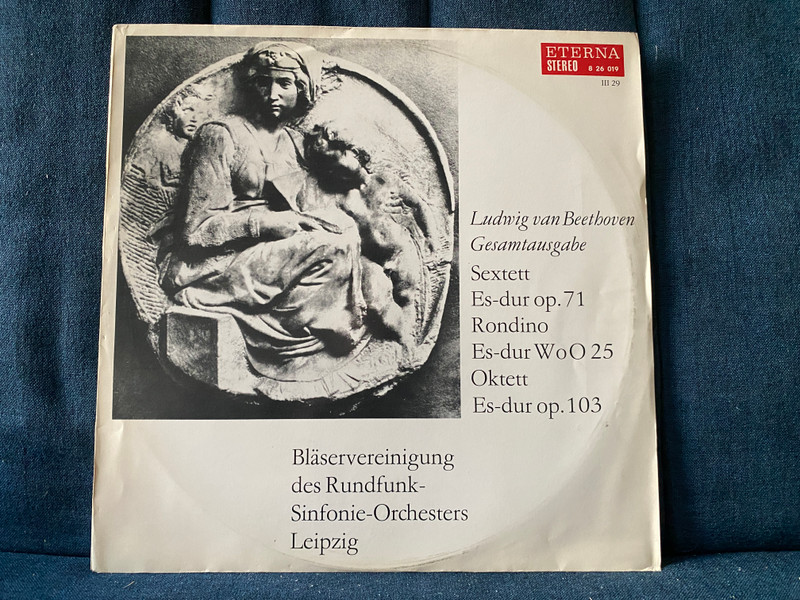 ETERNA
STEREO 8 26 019
III 29
Ludwig van Beethoven
Gesamtausgabe
Sextett
Es-dur op. 71
Rondino
Es-dur WoO 25
Oktett
Es-dur op. 103
Bläservereinigung
des Rundfunk-
Sinfonie-Orchesters
Leipzig